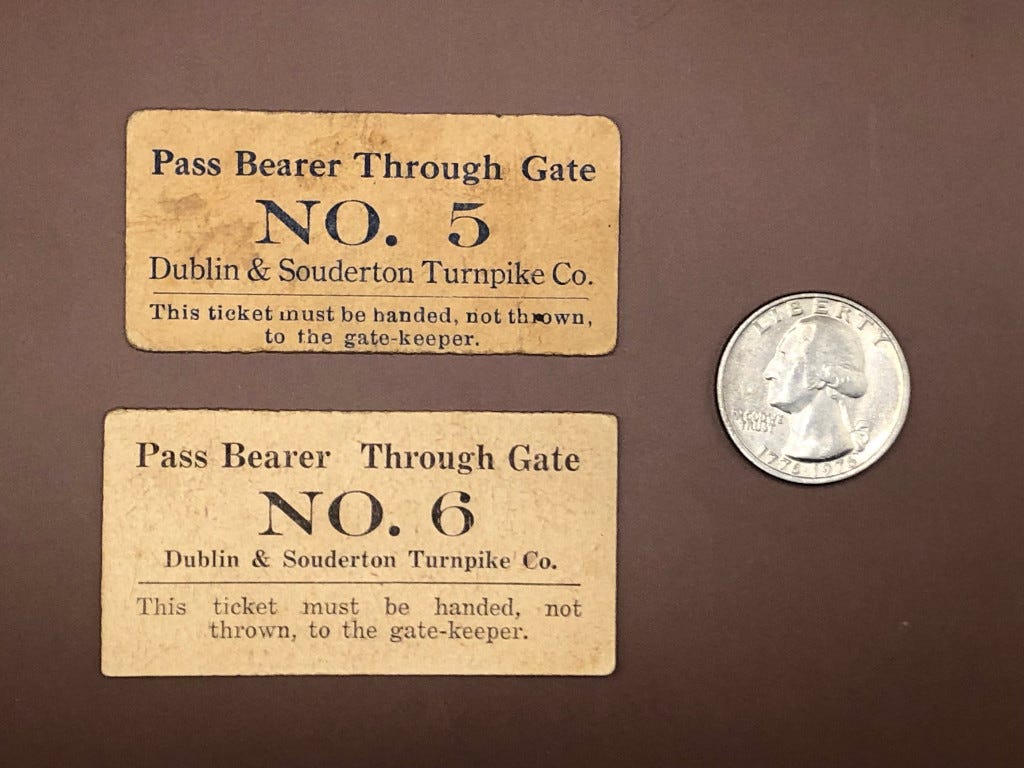 Pass Bearer Through Gate
NO. 5
Dublin & Souderton Turnpike Co.
This ticket must be handed, not thrown,
to the gate-keeper.
Pass Bearer Through Gate
NO. 6
Dublin & Souderton Turnpike Co.
This ticket must be handed, not
thrown, to the gate-keeper.
LIBERTY
IN GOD WE
TRUST
1776-1976